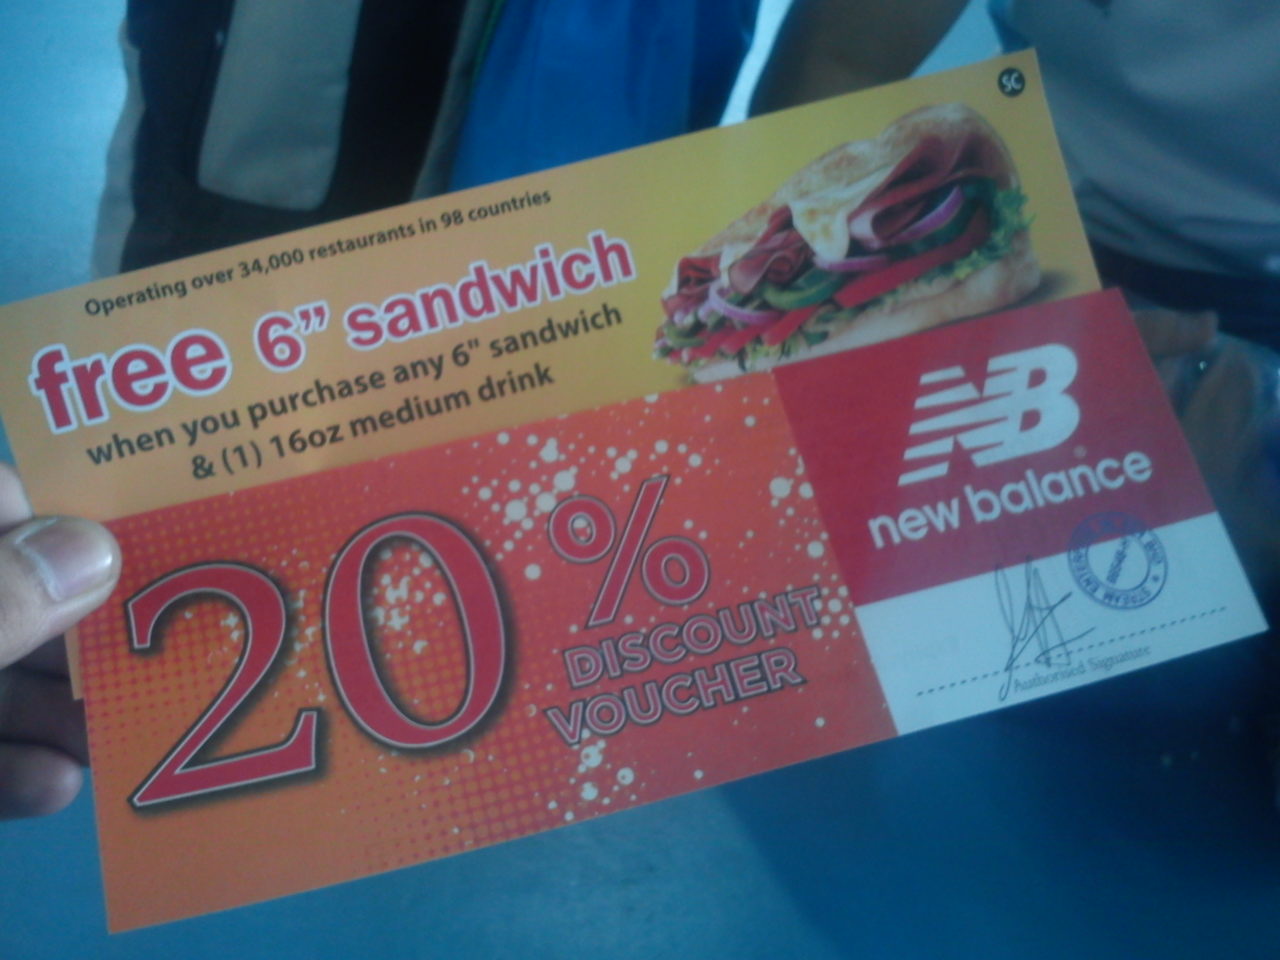 SC
Operating over 34,000 restaurants in 98 countries
free 6" sandwich
when you purchase any 6" sandwich
& (1) 16oz medium drink
20%
DISCOUNT
VOUCHER
NB
new balance
Authorised Signature